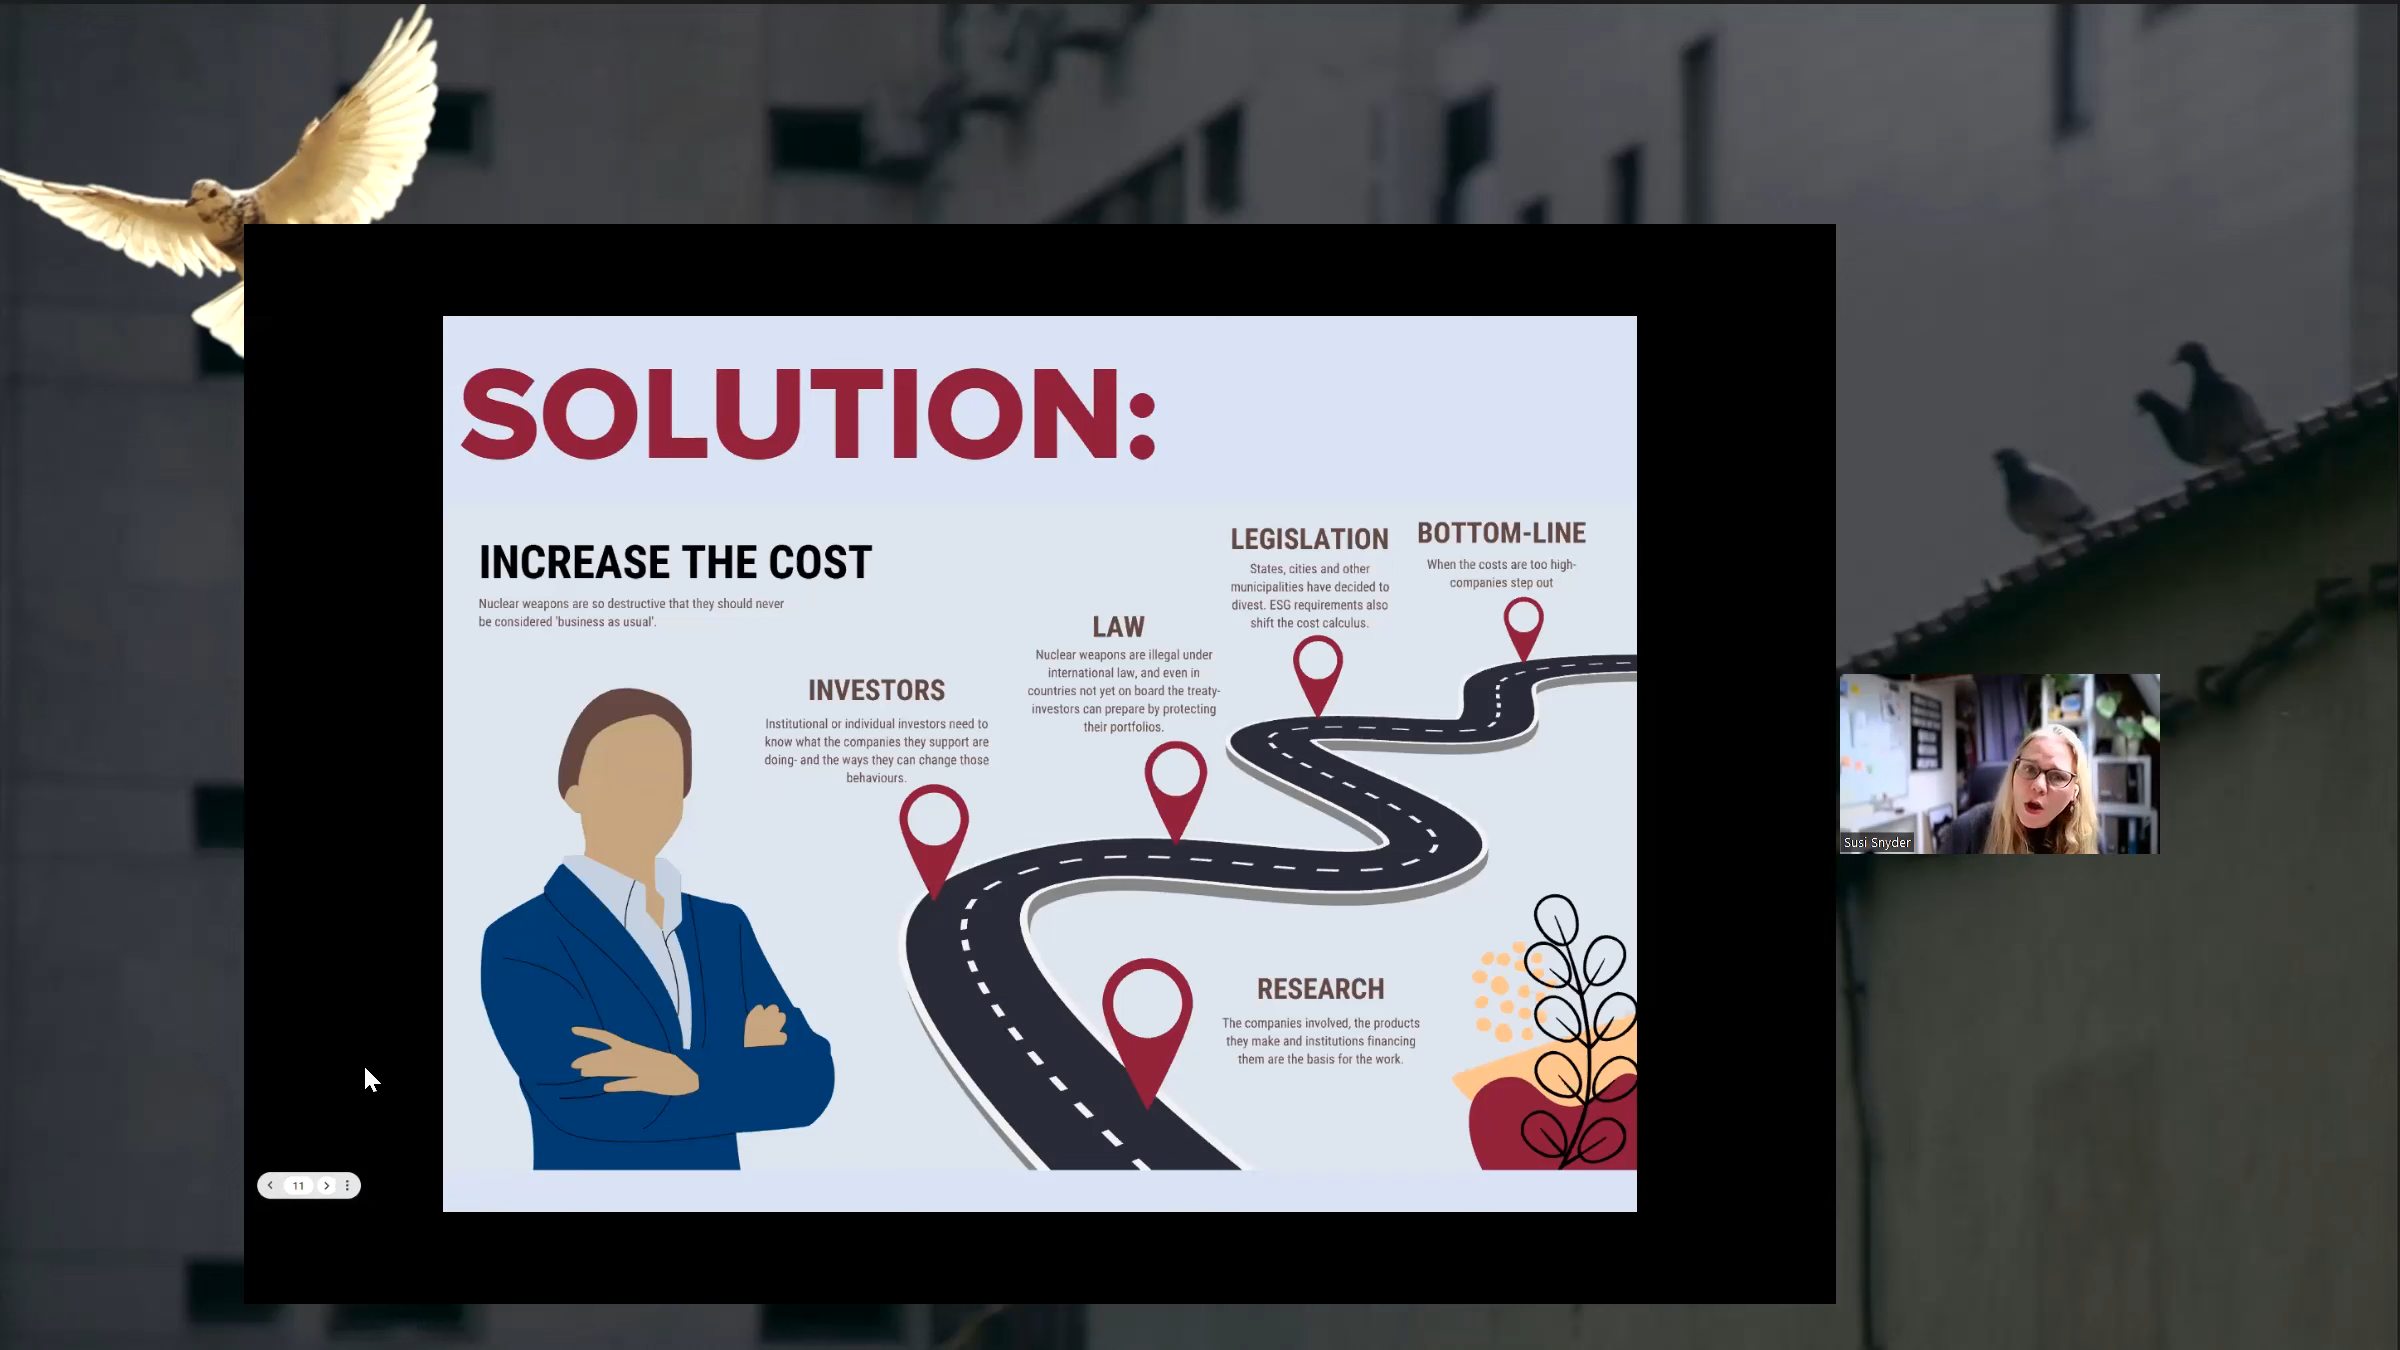 SOLUTION:
INCREASE THE COST
Nuclear weapons are so destructive that they should never
be considered 'business as usual'.
INVESTORS
Institutional or individual investors need to
know what the companies they support are
doing- and the ways they can change those
behaviours.
LAW
Nuclear weapons are illegal under
international law, and even in
countries not yet on board the treaty-
investors can prepare by protecting
their portfolios.
LEGISLATION
States, cities and other
municipalities have decided to
divest. ESG requirements also
shift the cost calculus.
BOTTOM-LINE
When the costs are too high-
companies step out
RESEARCH
The companies involved, the products
they make and institutions financing
them are the basis for the work.
Susi Snyder
11